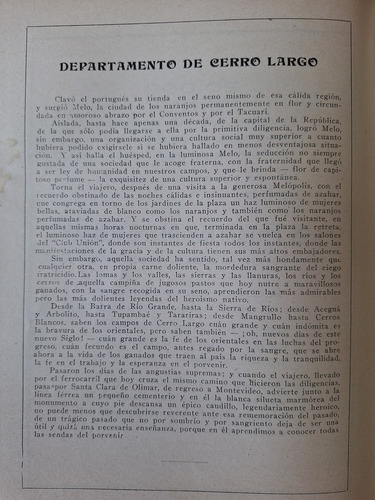 DEPARTAMENTO DE CERRO LARGO
Clavó el portugués su tienda en el seno mismo de esa cálida región,
y surgió Melo, la ciudad de los naranjos permanentemente en flor y circun-
dada en amoroso abrazo por el Conventos y por el Tacuarí.
Aislada, hasta hace apenas una década, de la capital de la República,
de la que sólo podía llegarse a ella por la primitiva diligencia, logró Melo,
sin embargo, una organización y una cultura social muy superior a cuanto
hubiera podido exigírsele si se hubiera hallado en menos desventajosa situa-
ción. Y así halla el huésped, en la luminosa Melo, la seducción no siempre
gustada de una sociedad que le acoge fraterna, con la fraternidad que llegó
a ser ley de humanidad en nuestros campos, y que le brinda — flor de capi-
toso perfume — la exquisitez de una cultura superior y espontánea.
Torna el viajero, después de una visita a la generosa Melópolis, con el
recuerdo obstinado de las noches cálidas e insinuantes, perfumadas de azahar,
que congrega en torno de los jardines de la plaza un haz luminoso de mujeres
bellas, ataviadas de blanco como los naranjos y también como los naranjos
perfumadas de azahar. Y se obstina el recuerdo del que fué visitante, en
aquellas mismas horas nocturnas en que, terminada en la plaza la retreta,
el luminoso haz de mujeres que trascienden a azahar se vuelca en los salones
del "Club Unión", donde son instantes de fiesta todos los instantes, donde las
manifestaciones de la gracia y de la cultura tienen sus más altos embajadores.
Sin embargo, aquella sociedad ha sentido, tal vez más hondamente que
cualquier otra, en propia carne doliente, la mordedura sangrante del riego
fratricidio. Las lomas y los valles, las sierras y las llanuras, los ríos y los
cerros de aquella campiña de jugosos pastos que hoy nutre a maravillosos
ganados, con la sangre recogida en su seno, aprendieron las más admirables
pero las más dolientes leyendas del heroísmo nativo.
Desde la Barra de Río Grande, hasta la Sierra de Ríos; desde Aceguá
y Arbolito, hasta Tupambaé y Tarariras; desde Mangrullo hasta Cerros
Blancos, saben los campos de Cerro Largo cuán grande y cuán indómita es
la bravura de los orientales, pero saben también — ¡oh, nuevos días de este
nuevo Siglo! — cuán grande es la fe de los orientales en las luchas del pro-
greso, cuán fecundo es el campo, antes regado por la sangre, que se abre
ahora a la vida de los ganados que traen al país la riqueza y la tranquilidad,
la fe en el trabajo y la esperanza en el porvenir.
Pasaron los días de las angustias supremas; y cuando el viajero, llevado
por el ferrocarril que hoy cruza el mismo camino que hicieron las diligencias,
pasa por Santa Clara de Olimar, de regreso a Montevideo, advierte junto a la
línea férrea un pequeño cementerio y en él la blanca silueta marmórea del
monumento a cuyo pie descansa un épico caudillo, legendariamente heroico,
no puede menos que descubrirse reverente ante esa rememoración del pasado,
de un trágico pasado que no por sombrío y por sangriento deja de ser una
útil y quizá una necesaria enseñanza, porque en él aprendimos a conocer todas
las sendas del porvenir